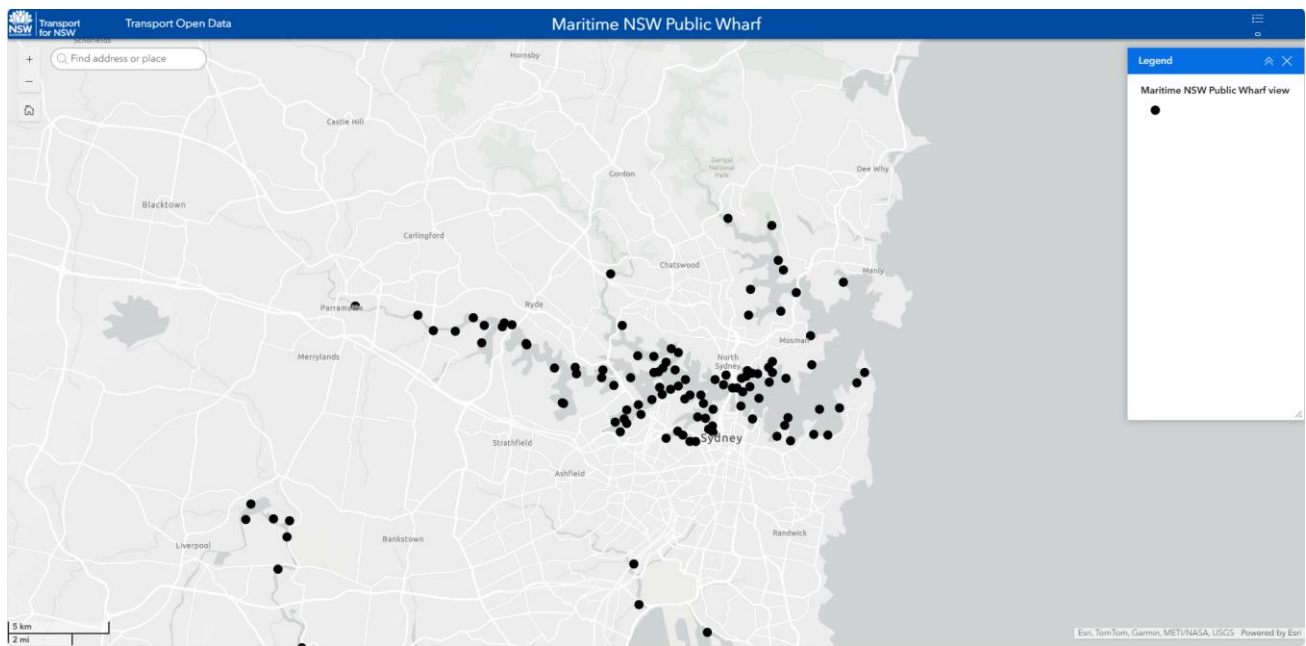 NSW
Transport
for NSW
Transport Open Data
Maritime NSW Public Wharf
Schofields
Find address or place
Hornsby
Legend
Maritime NSW Public Wharf view
Castle Hill
Garigal
National
Park
Dee Why
Gordon
Blacktown
Carlingford
Chatswood
Manly
Parramatta
Ryde
Mosman
Merrylands
North
Sydney
Strathfield
Sydney
Ashfield
Randwick
Bankstown
Liverpool
5 km
2 mi
Esri, TomTom, Garmin, METI/NASA, USGS Powered by Esri